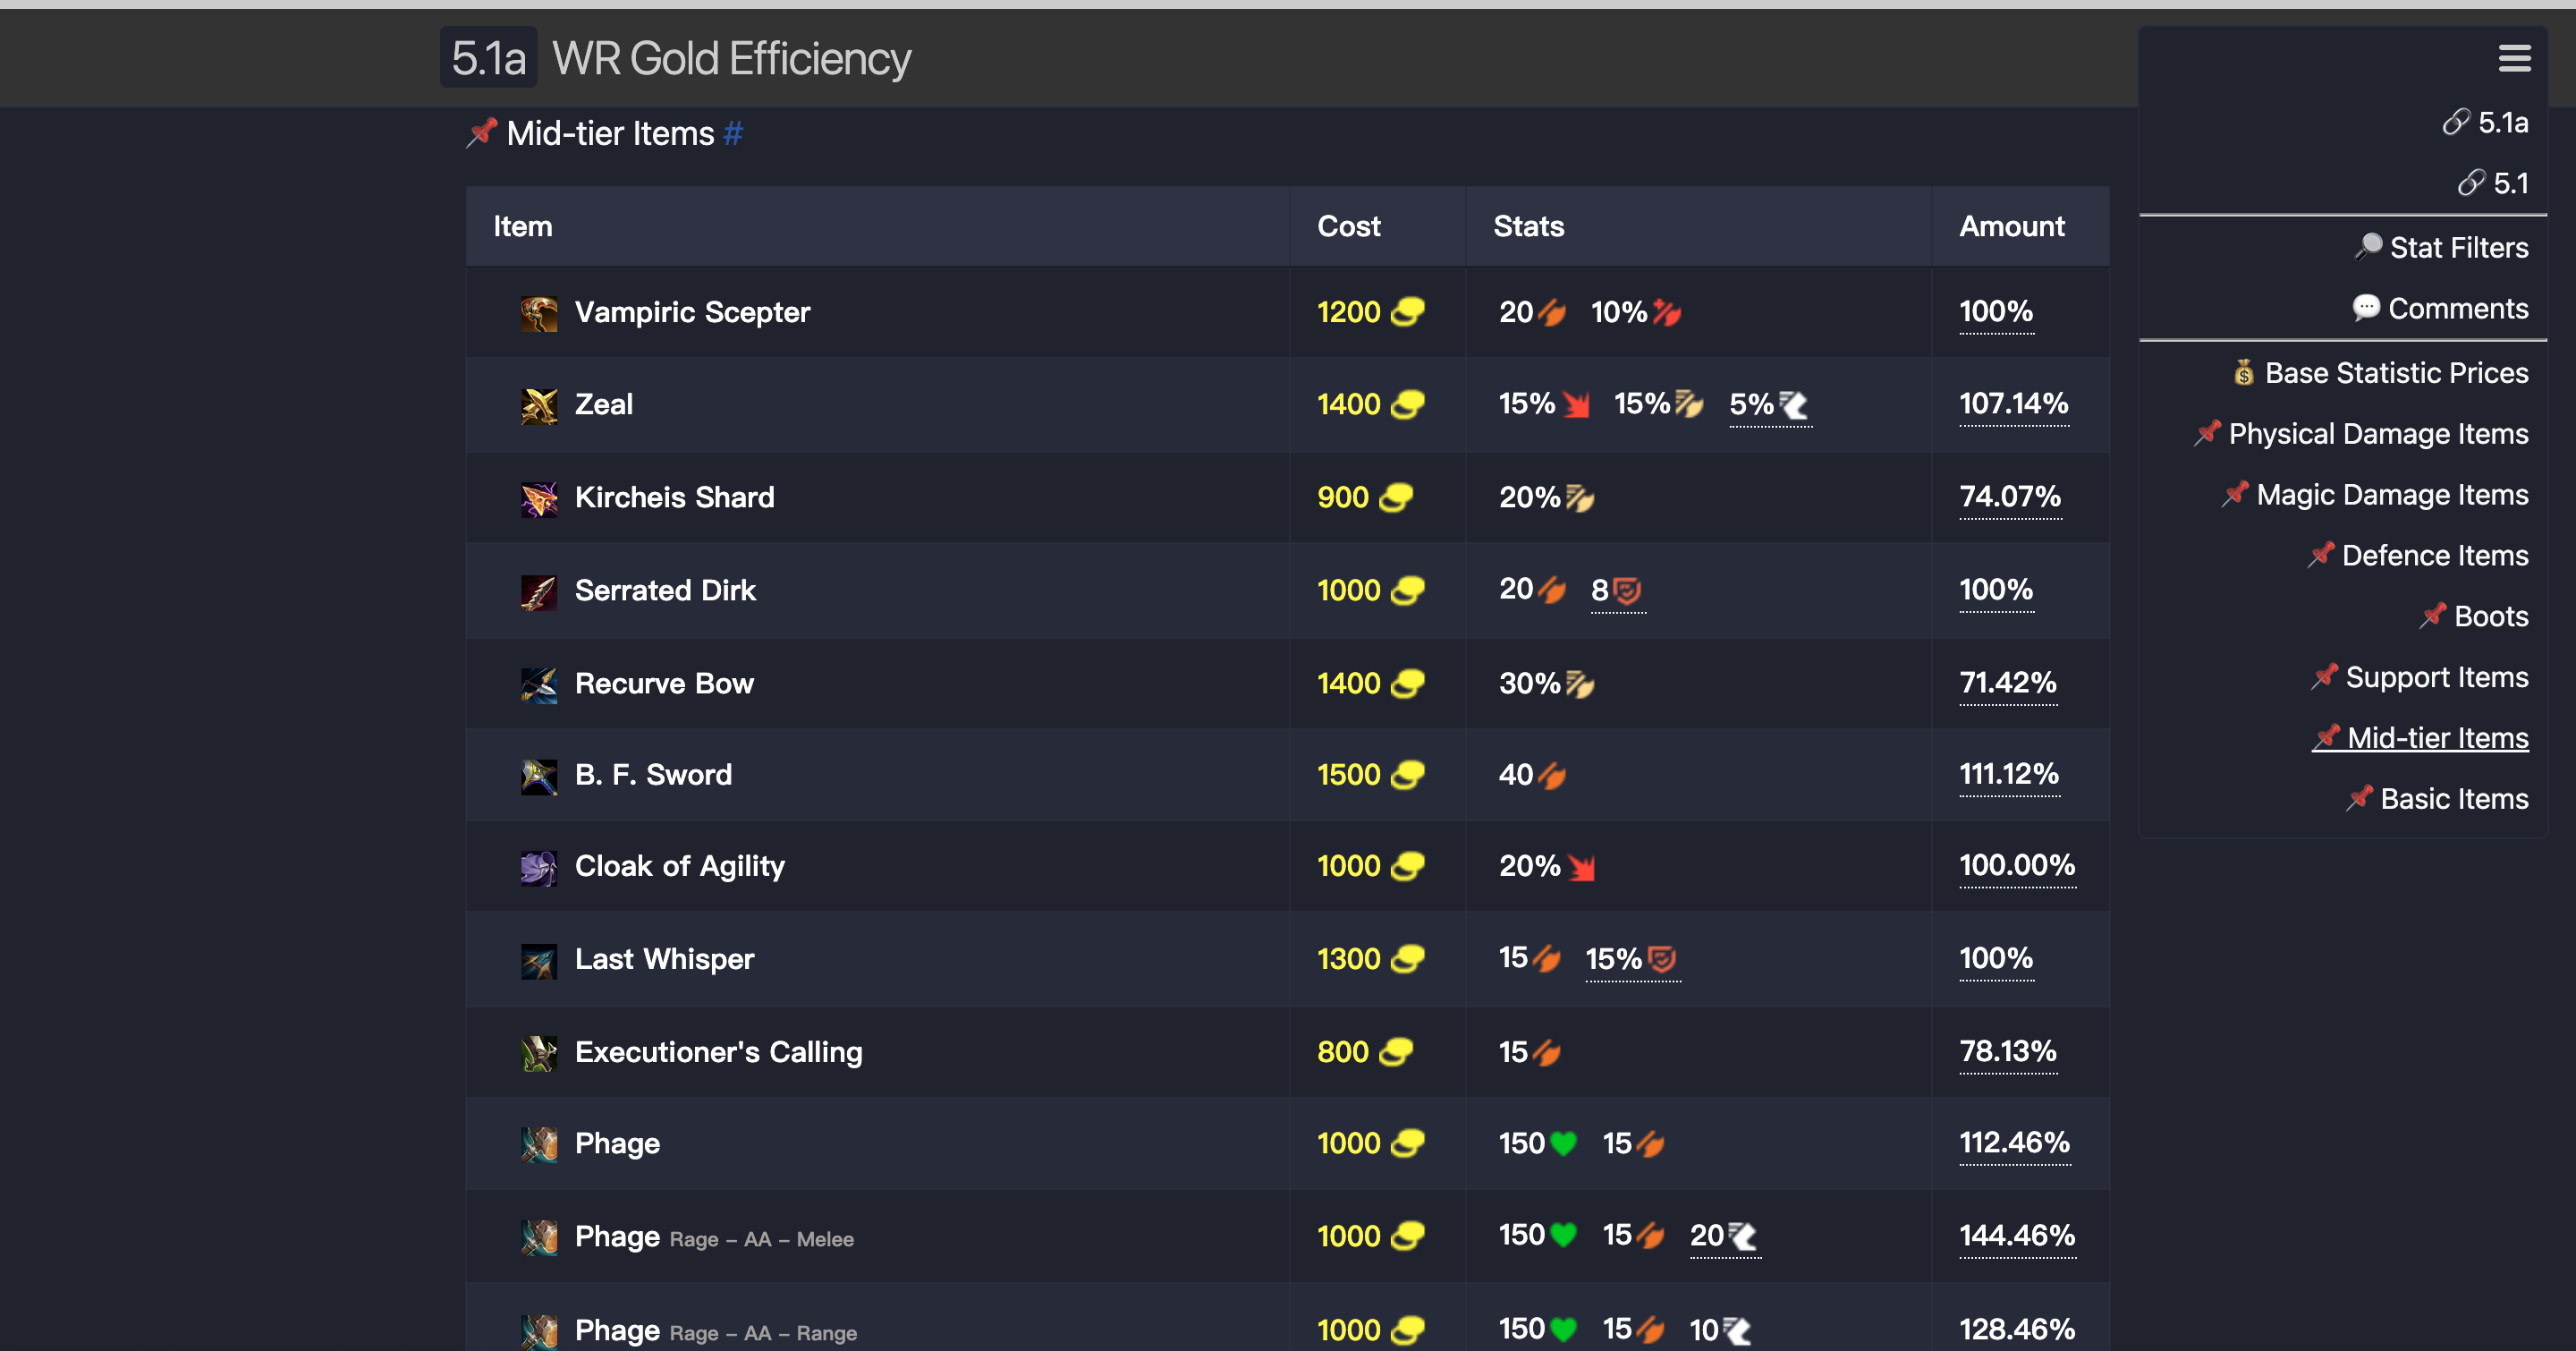 5.1a WR Gold Efficiency
Mid-tier Items #
Item Cost Stats Amount
Vampiric Scepter 1200 20 10% 100%
Zeal 1400 15% 15% 5% 107.14%
Kircheis Shard 900 20% 74.07%
Serrated Dirk 1000 20 8 100%
Recurve Bow 1400 30% 71.42%
B. F. Sword 1500 40 111.12%
Cloak of Agility 1000 20% 100.00%
Last Whisper 1300 15 15% 100%
Executioner's Calling 800 15 78.13%
Phage 1000 150 15 112.46%
Phage Rage – AA – Melee 1000 150 15 20 144.46%
Phage Rage – AA – Range 1000 150 15 10 128.46%
5.1a
5.1
Stat Filters
Comments
Base Statistic Prices
Physical Damage Items
Magic Damage Items
Defence Items
Boots
Support Items
Mid-tier Items
Basic Items